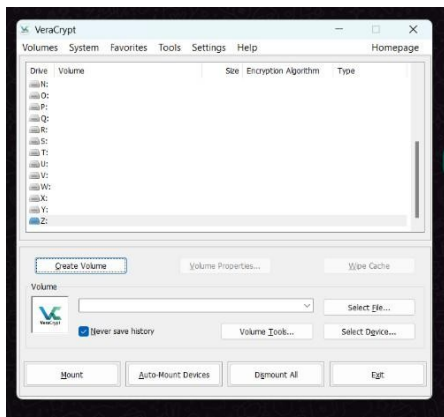 VeraCrypt
Volumes System Favorites Tools Settings Help Homepage
Drive Volume Size Encryption Algorithm Type
N:
O:
P:
Q:
R:
S:
T:
U:
V:
W:
X:
Y:
Z:
Create Volume Volume Properties... Wipe Cache
Volume
VeraCrypt
Select File...
Never save history Volume Tools... Select Device...
Mount Auto-Mount Devices Dismount All Exit